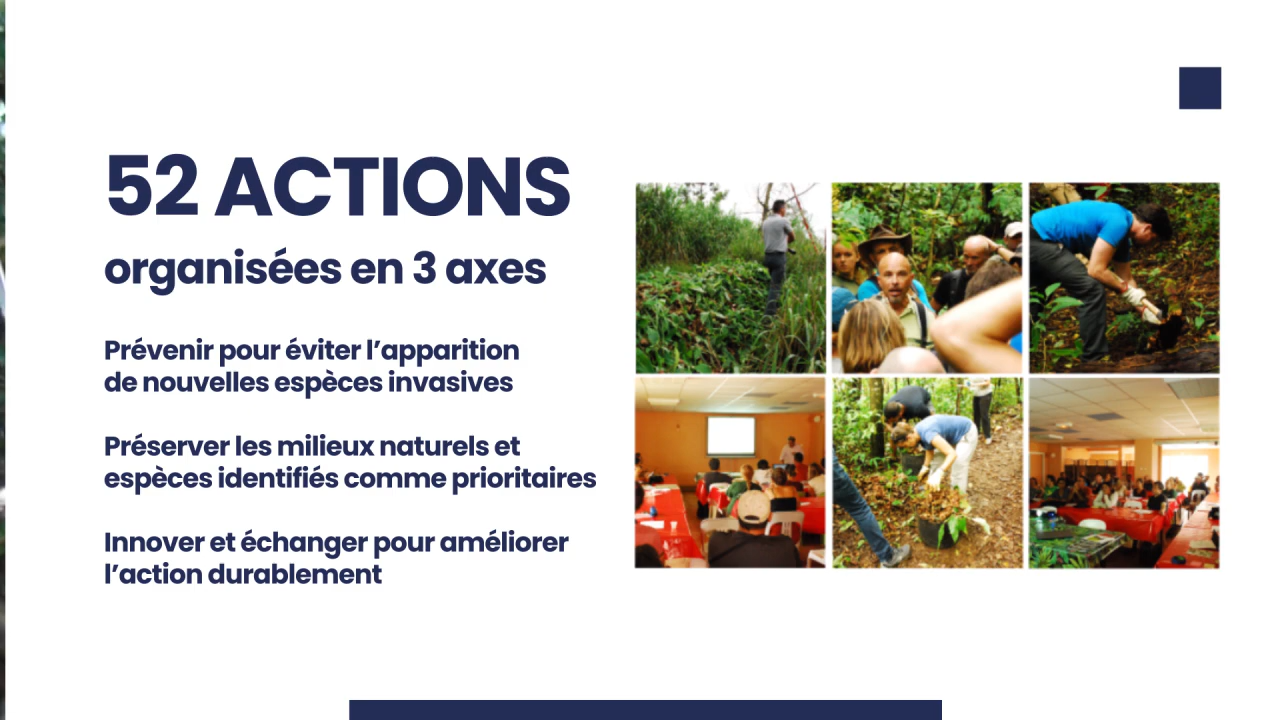 52 ACTIONS
organisées en 3 axes
Prévenir pour éviter l’apparition
de nouvelles espèces invasives
Préserver les milieux naturels et
espèces identifiés comme prioritaires
Innover et échanger pour améliorer
l’action durablement